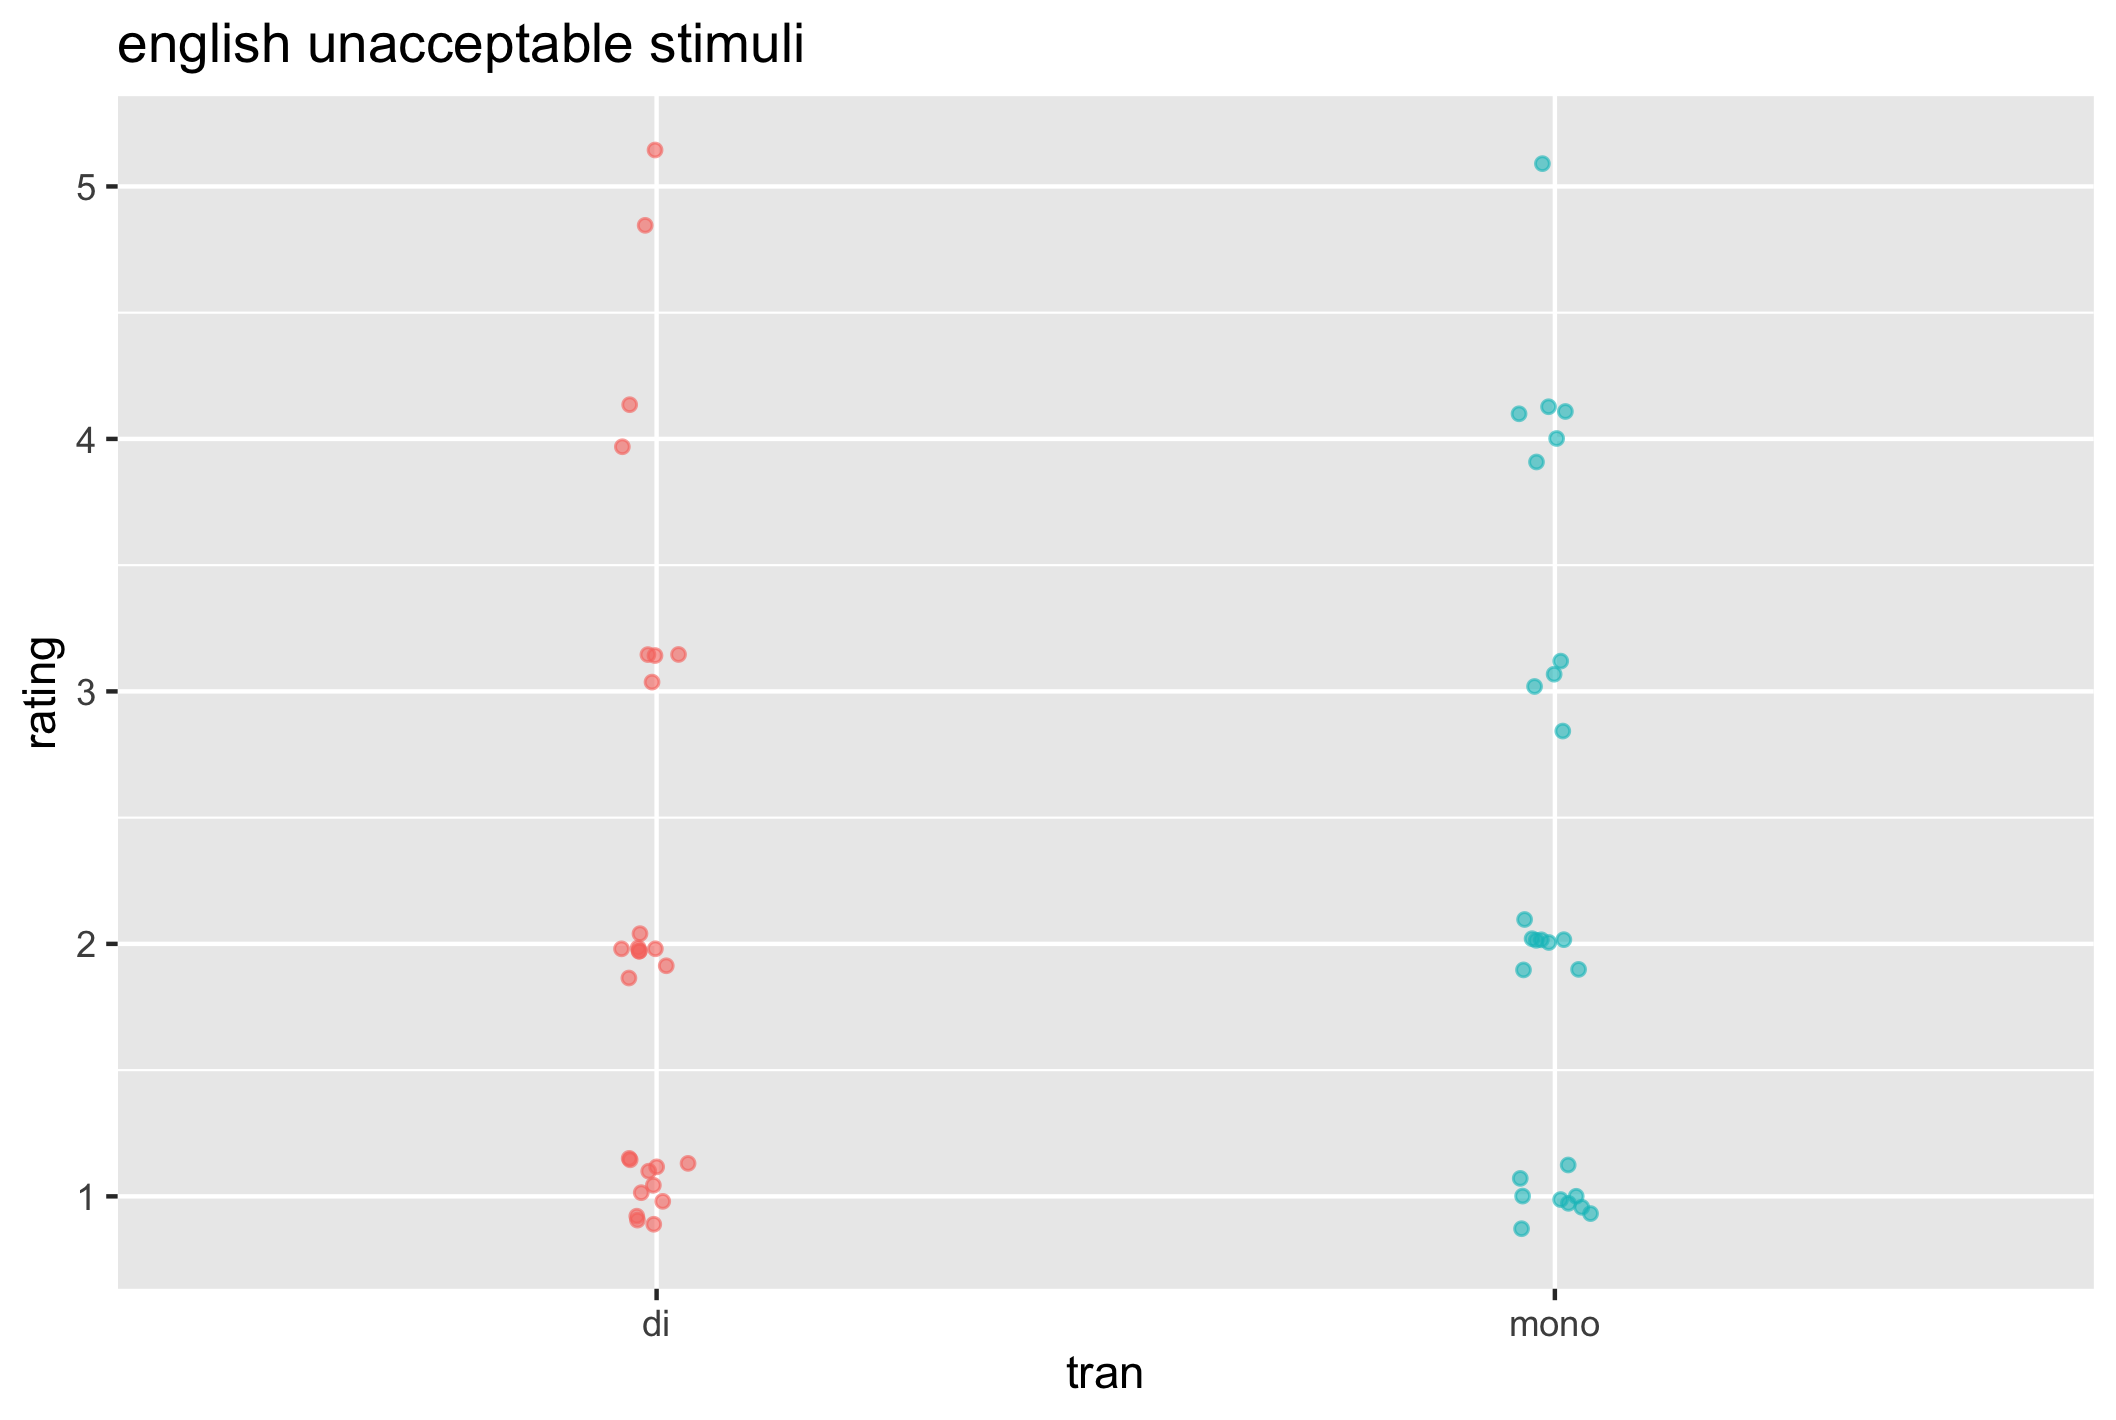 english unacceptable stimuli
5
4
3
2
1
rating
di
mono
tran